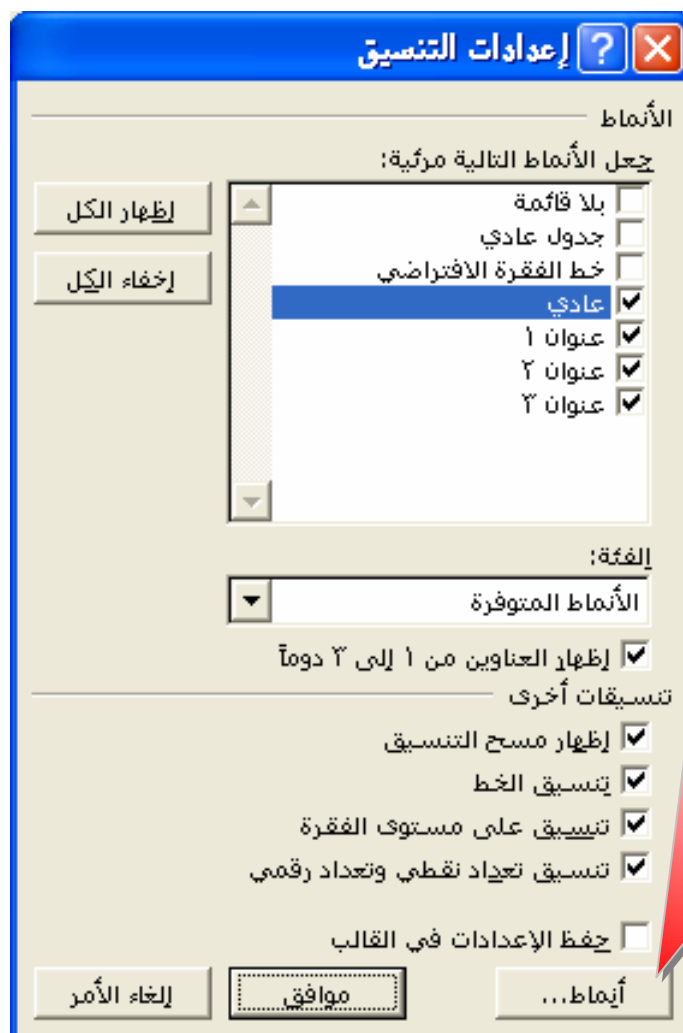 إعدادات التنسيق
الأنماط
جعل الأنماط التالية مرئية:
بلا قائمة
جدول عادي
خط الفقرة الافتراضي
عادي
عنوان ١
عنوان ٢
عنوان ٣
إظهار الكل
إخفاء الكل
الفئة:
الأنماط المتوفرة
إظهار العناوين من ١ إلى ٣ دوماً
تنسيقات أخرى
إظهار مسح التنسيق
تنسيق الخط
تنسيق على مستوى الفقرة
تنسيق تعداد نقطي وتعداد رقمي
حفظ الإعدادات في القالب
أنماط... موافق إلغاء الأمر